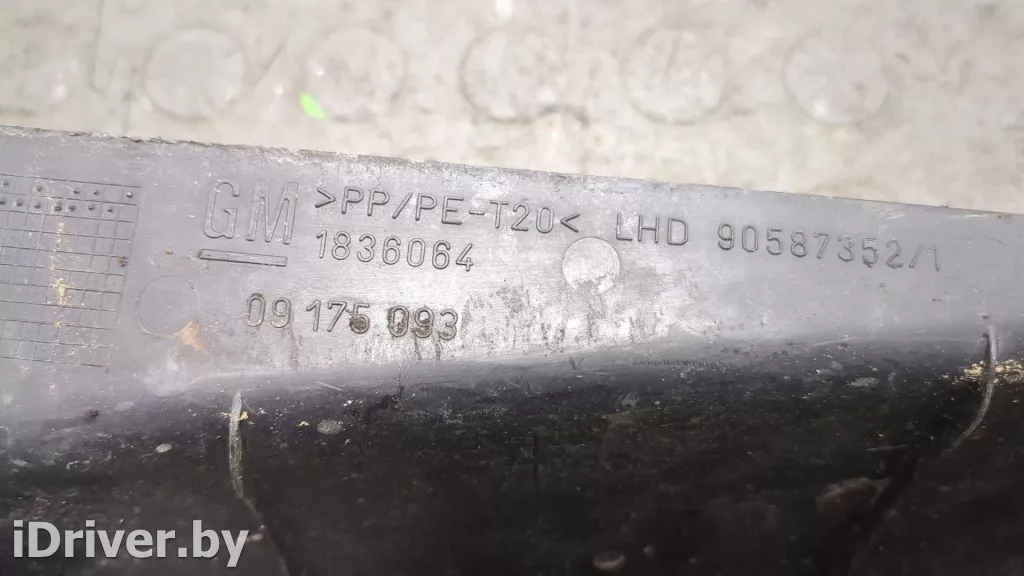 GM >PP/PE-T20< LHD 90587352/1
1836064
09 175 093
iDriver.by